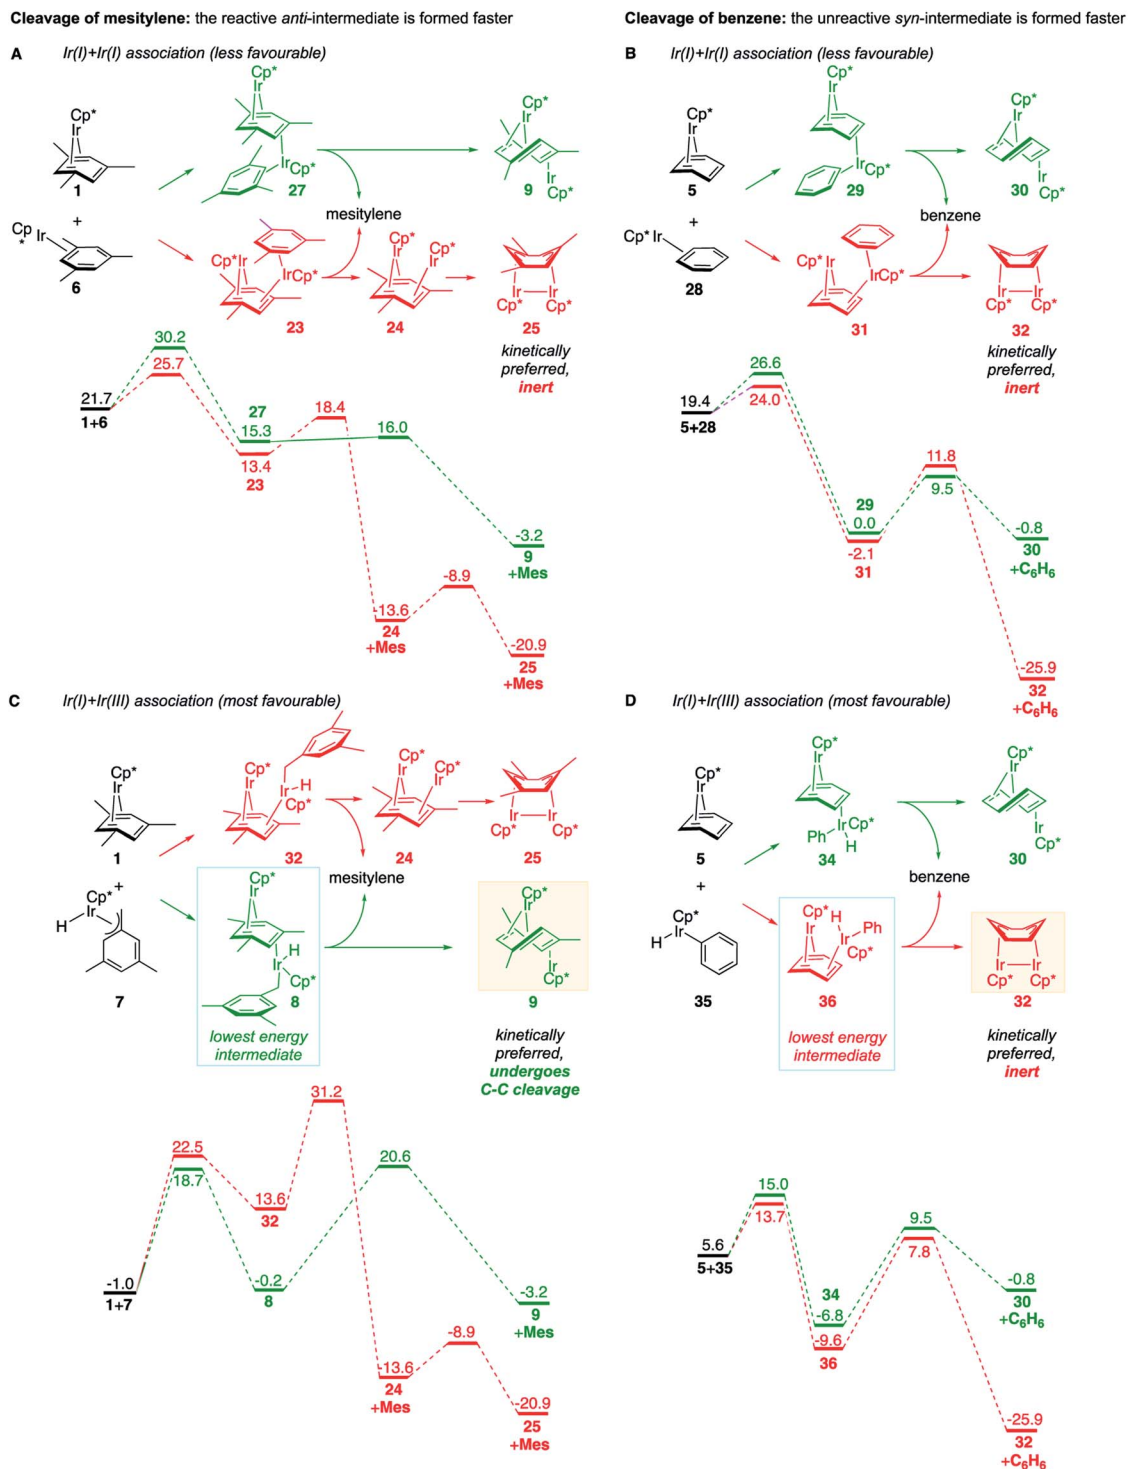 Cleavage of mesitylene: the reactive anti-intermediate is formed faster
A Ir(I)+Ir(I) association (less favourable)
Cp*
Ir
1
+
Cp
*
Ir
6
Cp*
Ir
Ir
Cp*
27
Cp*
Ir
Ir
Cp*
9
mesitylene
Cp*Ir
IrCp*
23
Cp*
Ir
Cp*
Ir
24
Ir
Ir
Cp*
Cp*
25
kinetically
preferred,
inert
30.2
25.7
21.7
1+6
27
15.3
13.4
23
18.4
16.0
-3.2
9
+Mes
-13.6
24
+Mes
-8.9
-20.9
25
+Mes
Cleavage of benzene: the unreactive syn-intermediate is formed faster
B Ir(I)+Ir(I) association (less favourable)
Cp*
Ir
5
+
Cp* Ir
28
Cp*
Ir
Ir
Cp*
29
Cp*
Ir
Ir
Cp*
30
benzene
Cp* Ir
IrCp*
31
Ir
Ir
Cp*
Cp*
32
kinetically
preferred,
inert
26.6
24.0
19.4
5+28
29
0.0
-2.1
31
11.8
9.5
-0.8
30
+C6H6
-25.9
32
+C6H6
C Ir(I)+Ir(III) association (most favourable)
Cp*
Ir
1
+
Cp*
H
Ir
7
Cp*
Ir
Ir
H
Cp*
32
Cp*
Ir
Cp*
Ir
24
Ir
Ir
Cp*
Cp*
25
mesitylene
Cp*
Ir
H
Ir
Cp*
8
lowest energy
intermediate
Cp*
Ir
Ir
Cp*
9
kinetically
preferred,
undergoes
C-C cleavage
31.2
22.5
18.7
-1.0
1+7
13.6
32
-0.2
8
20.6
-3.2
9
+Mes
-13.6
24
+Mes
-8.9
-20.9
25
+Mes
D Ir(I)+Ir(III) association (most favourable)
Cp*
Ir
5
+
Cp*
H
Ir
35
Cp*
Ir
Ir
Cp*
Ph
H
34
Cp*
Ir
Ir
Cp*
30
benzene
Cp*
H
Ir
Ir
Ph
Cp*
36
lowest energy
intermediate
Ir
Ir
Cp*
Cp*
32
kinetically
preferred,
inert
15.0
13.7
5.6
5+35
34
-6.8
-9.6
36
9.5
7.8
-0.8
30
+C6H6
-25.9
32
+C6H6